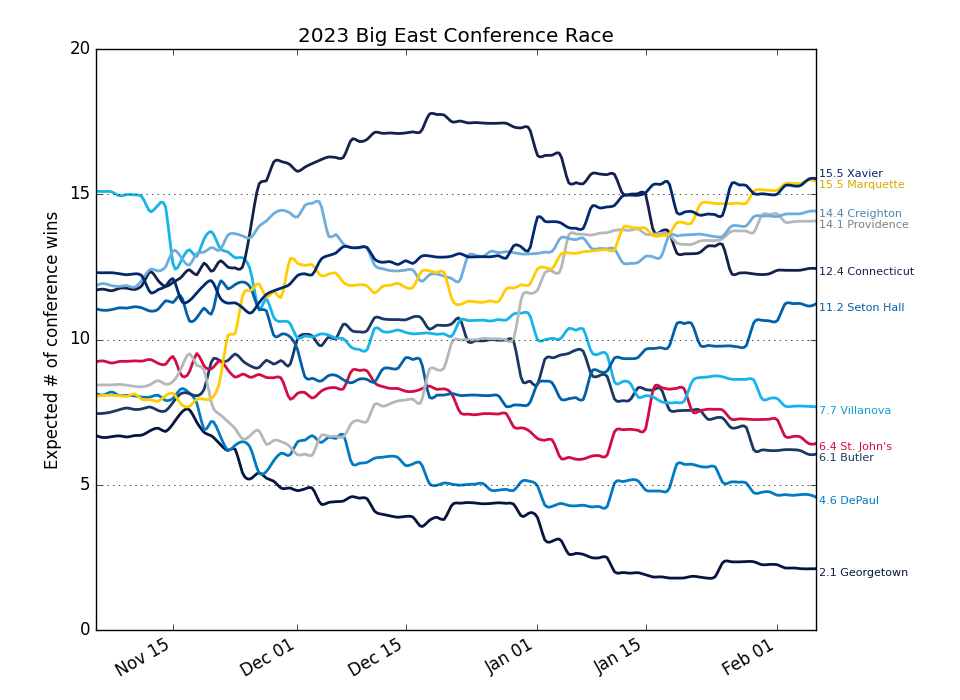 2023 Big East Conference Race
Expected # of conference wins
20
15
10
5
0
Nov 15
Dec 01
Dec 15
Jan 01
Jan 15
Feb 01
15.5 Xavier
15.5 Marquette
14.4 Creighton
14.1 Providence
12.4 Connecticut
11.2 Seton Hall
7.7 Villanova
6.4 St. John's
6.1 Butler
4.6 DePaul
2.1 Georgetown